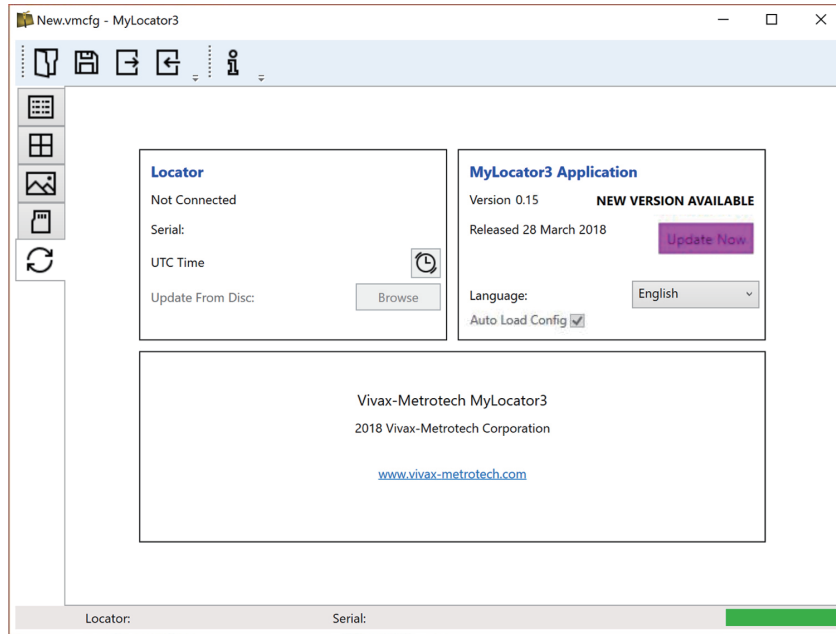 New.vmcfg - MyLocator3
Locator
Not Connected
Serial:
UTC Time
Update From Disc:
Browse
MyLocator3 Application
Version 0.15
NEW VERSION AVAILABLE
Released 28 March 2018
Update Now
Language:
English
Auto Load Config
Vivax-Metrotech MyLocator3
2018 Vivax-Metrotech Corporation
www.vivax-metrotech.com
Locator:
Serial: